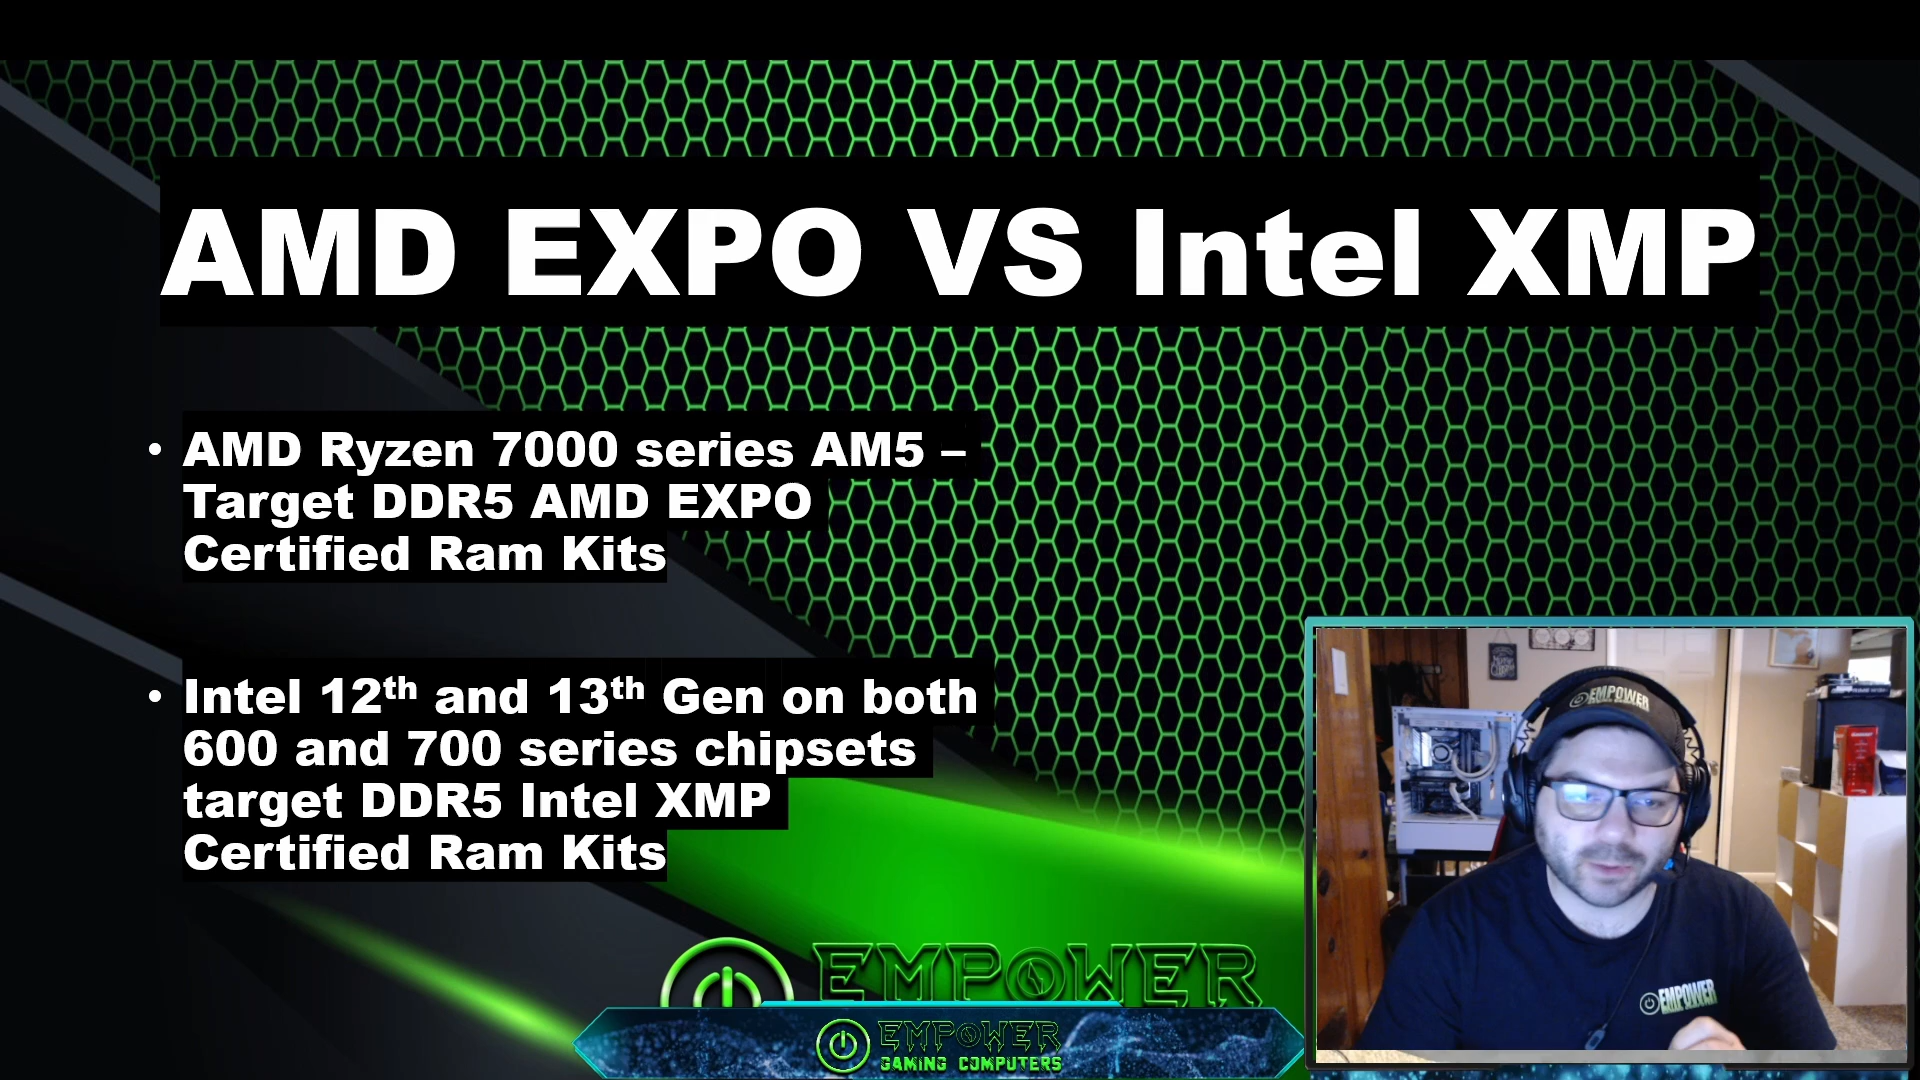 AMD EXPO VS Intel XMP
• AMD Ryzen 7000 series AM5 –
Target DDR5 AMD EXPO
Certified Ram Kits
• Intel 12th and 13th Gen on both
600 and 700 series chipsets
target DDR5 Intel XMP
Certified Ram Kits
EMPOWER
EMPOWER
GAMING COMPUTERS
EMPOWER
EMPOWER